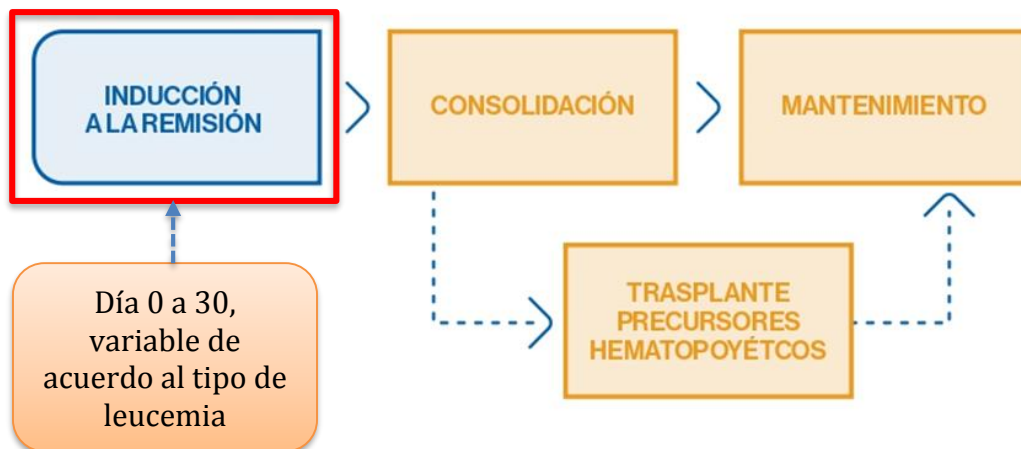 INDUCCIÓN
A LA REMISIÓN
CONSOLIDACIÓN
MANTENIMIENTO
TRASPLANTE
PRECURSORES
HEMATOPOYÉTCOS
Día 0 a 30,
variable de
acuerdo al tipo de
leucemia